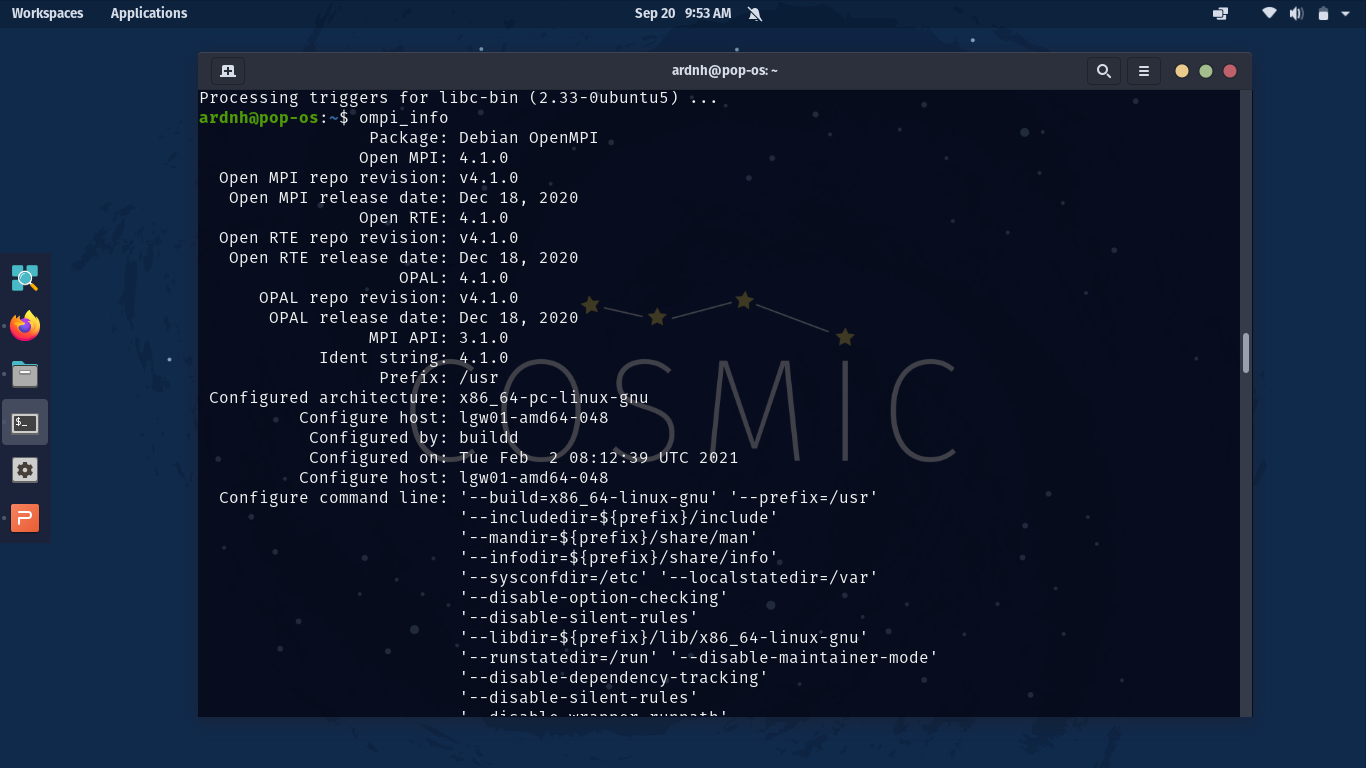 Workspaces Applications Sep 20 9:53 AM
ardnh@pop-os: ~
Processing triggers for libc-bin (2.33-0ubuntu5) ...
ardnh@pop-os:~$ ompi_info
Package: Debian OpenMPI
Open MPI: 4.1.0
Open MPI repo revision: v4.1.0
Open MPI release date: Dec 18, 2020
Open RTE: 4.1.0
Open RTE repo revision: v4.1.0
Open RTE release date: Dec 18, 2020
OPAL: 4.1.0
OPAL repo revision: v4.1.0
OPAL release date: Dec 18, 2020
MPI API: 3.1.0
Ident string: 4.1.0
Prefix: /usr
Configured architecture: x86_64-pc-linux-gnu
Configure host: lgw01-amd64-048
Configured by: buildd
Configured on: Tue Feb  2 08:12:39 UTC 2021
Configure host: lgw01-amd64-048
Configure command line: '--build=x86_64-linux-gnu' '--prefix=/usr'
'--includedir=${prefix}/include'
'--mandir=${prefix}/share/man'
'--infodir=${prefix}/share/info'
'--sysconfdir=/etc' '--localstatedir=/var'
'--disable-option-checking'
'--disable-silent-rules'
'--libdir=${prefix}/lib/x86_64-linux-gnu'
'--runstatedir=/run' '--disable-maintainer-mode'
'--disable-dependency-tracking'
'--disable-silent-rules'
'--disable-wrapper-runpath'
COSMIC